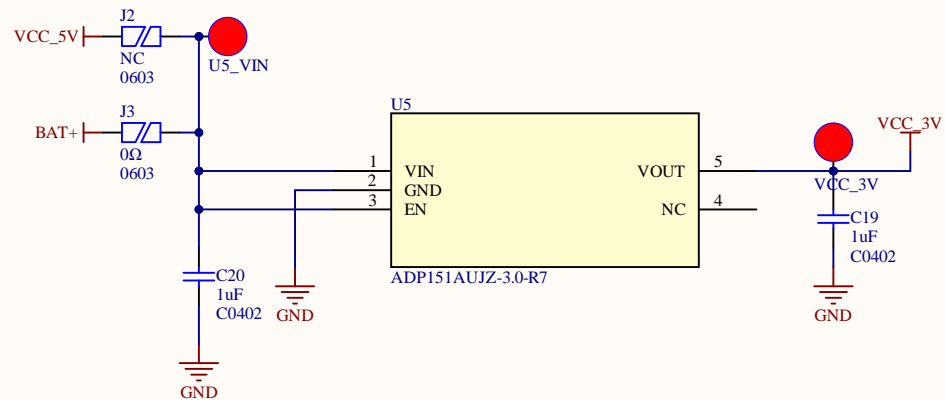 J2
VCC_5V
NC
0603
U5_VIN
J3
BAT+
0Ω
0603
U5
1 VIN
2 GND
3 EN
VOUT 5
NC 4
ADP151AUJZ-3.0-R7
VCC_3V
VCC_3V
C19
1uF
C0402
GND
C20
1uF
C0402
GND
GND